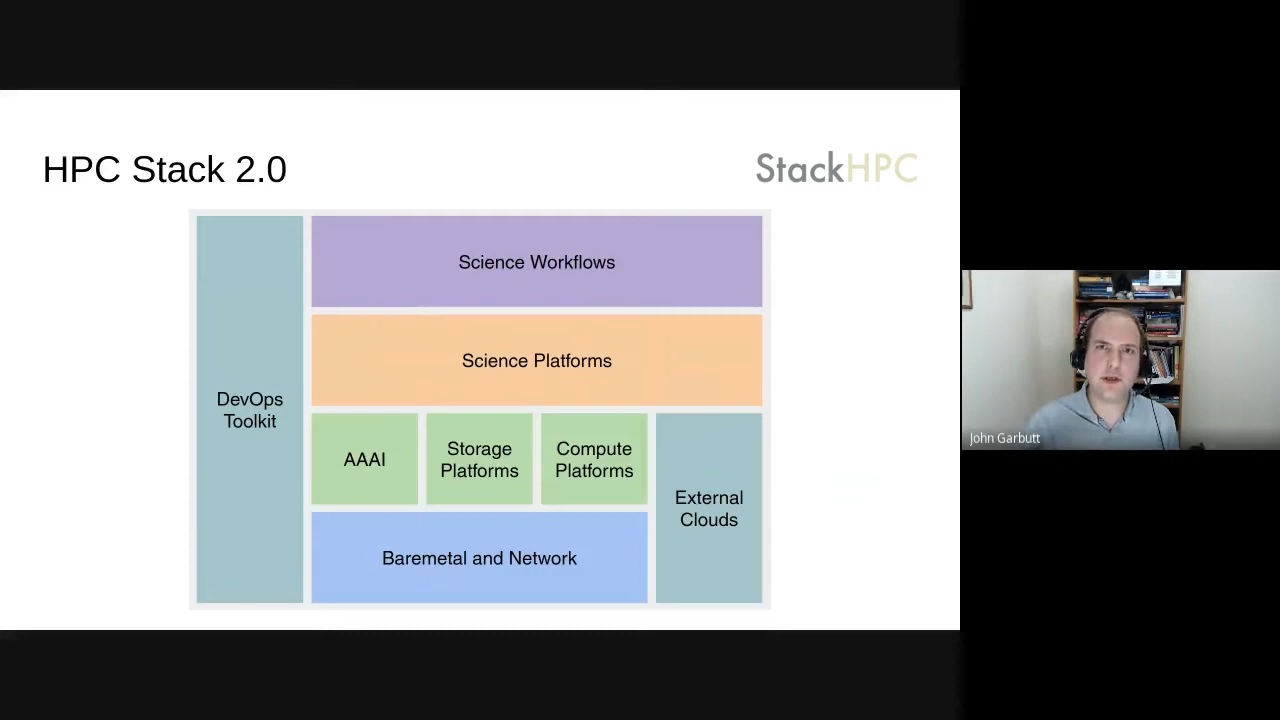 HPC Stack 2.0
StackHPC
Science Workflows
Science Platforms
DevOps
Toolkit
AAAI
Storage
Platforms
Compute
Platforms
External
Clouds
Baremetal and Network
John Garbutt